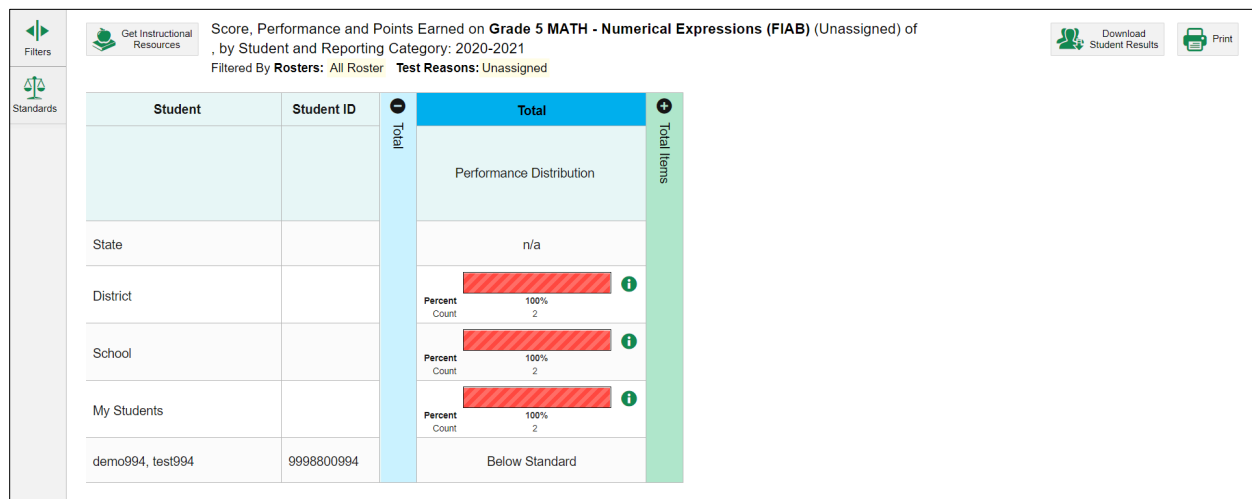 Filters
Standards
Get Instructional
Resources
Score, Performance and Points Earned on Grade 5 MATH - Numerical Expressions (FIAB) (Unassigned) of
, by Student and Reporting Category: 2020-2021
Filtered By Rosters: All Roster Test Reasons: Unassigned
Download
Student Results
Print
Student Student ID Total Total Total Items
Performance Distribution
State n/a
District
Percent 100%
Count 2
School
Percent 100%
Count 2
My Students
Percent 100%
Count 2
demo994, test994 9998800994 Below Standard